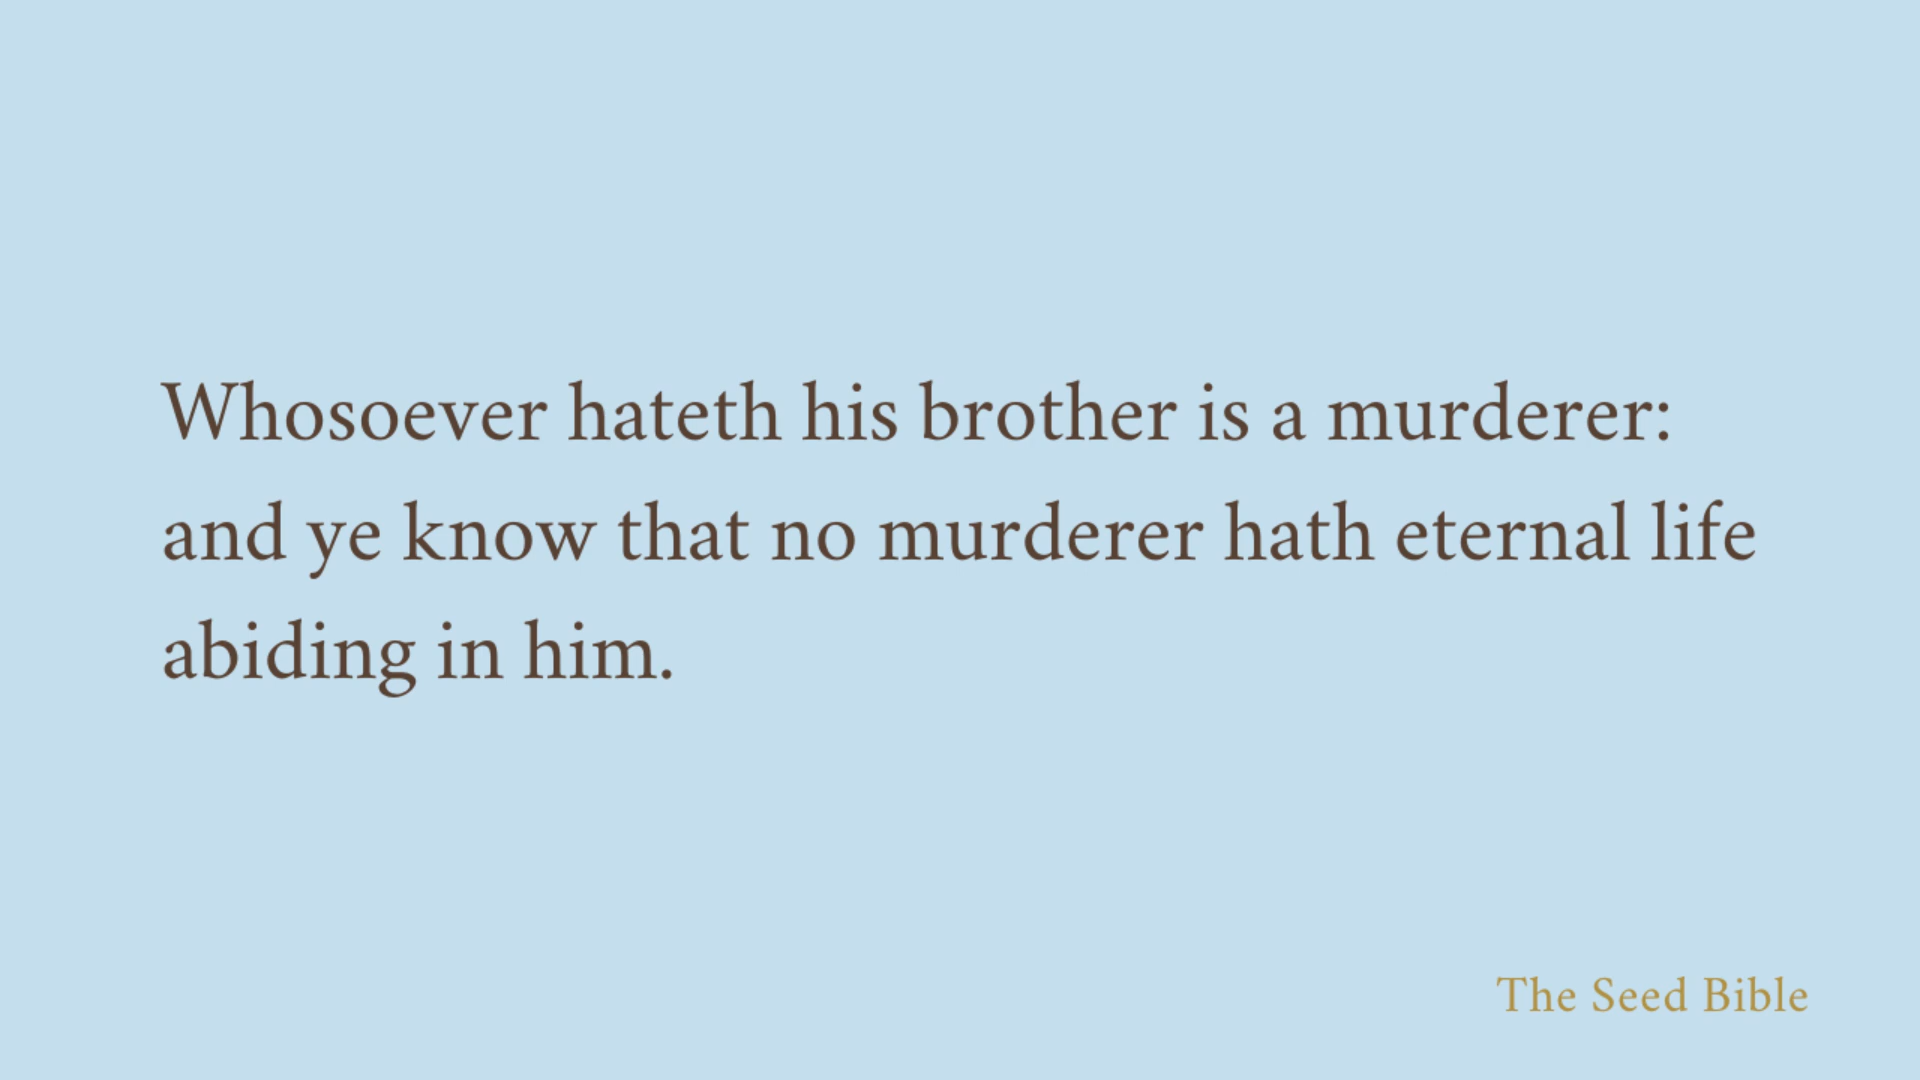 Whosoever hateth his brother is a murderer:
and ye know that no murderer hath eternal life
abiding in him.
The Seed Bible